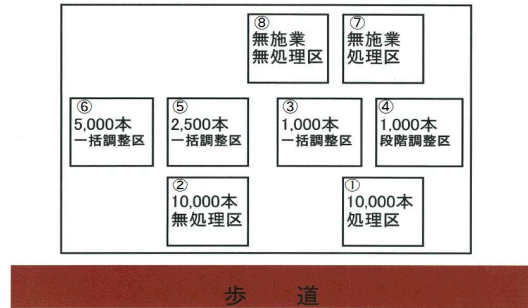 ⑧
無施業
無処理区
⑦
無施業
処理区
⑥
5,000本
一括調整区
⑤
2,500本
一括調整区
③
1,000本
一括調整区
④
1,000本
段階調整区
②
10,000本
無処理区
①
10,000本
処理区
歩 道